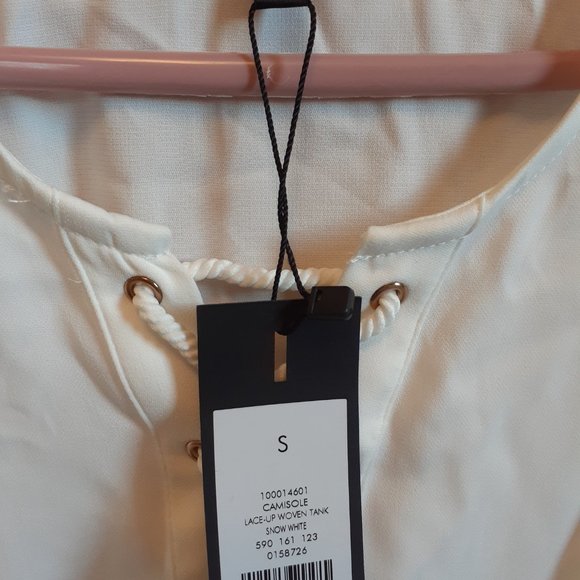 S
100014601
CAMISOLE
LACE-UP WOVEN TANK
SNOW WHITE
590 161 123
0158726